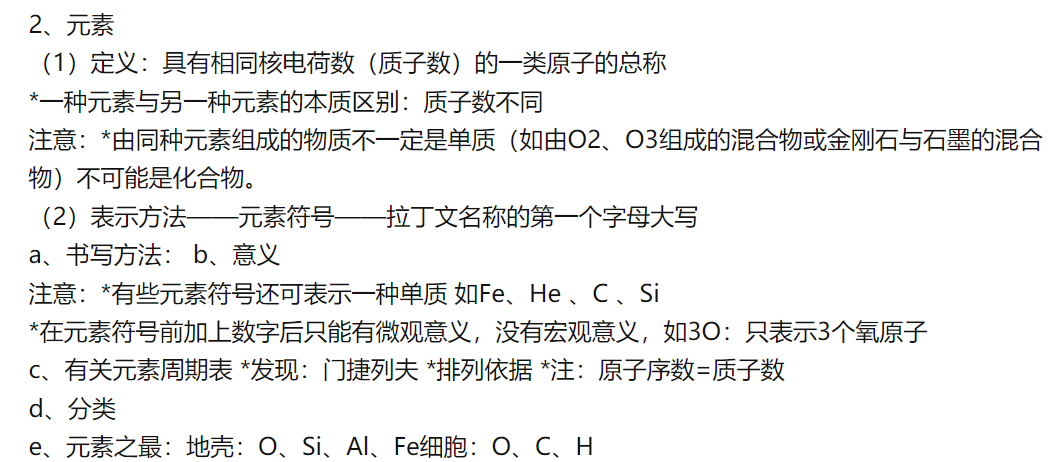 2、元素
（1）定义：具有相同核电荷数（质子数）的一类原子的总称
*一种元素与另一种元素的本质区别：质子数不同
注意：*由同种元素组成的物质不一定是单质（如由O2、O3组成的混合物或金刚石与石墨的混合
物）不可能是化合物。
（2）表示方法——元素符号——拉丁文名称的第一个字母大写
a、书写方法： b、意义
注意：*有些元素符号还可表示一种单质 如Fe、He 、C 、Si
*在元素符号前加上数字后只能有微观意义，没有宏观意义，如3O：只表示3个氧原子
c、有关元素周期表 *发现：门捷列夫 *排列依据 *注：原子序数=质子数
d、分类
e、元素之最：地壳：O、Si、Al、Fe细胞：O、C、H